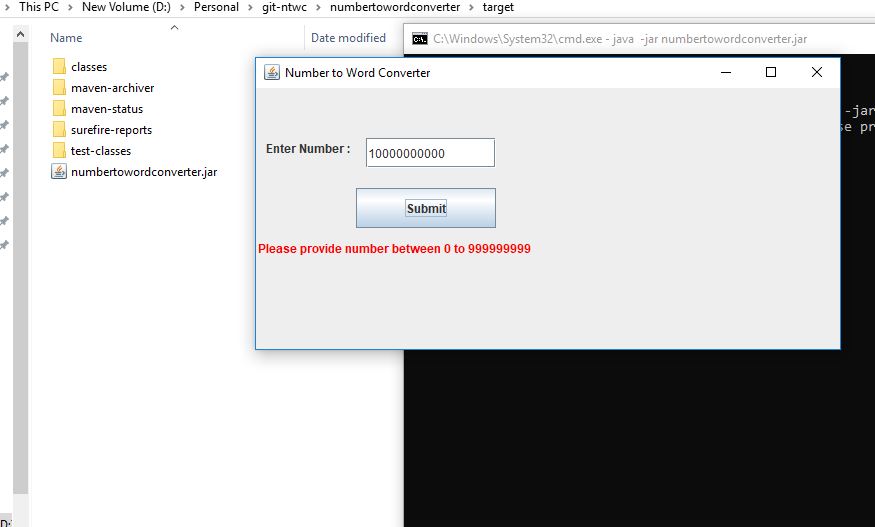 This PC > New Volume (D:) > Personal > git-ntwc > numbertowordconverter > target
Name Date modified
classes
maven-archiver
maven-status
surefire-reports
test-classes
numbertowordconverter.jar
C:\Windows\System32\cmd.exe - java -jar numbertowordconverter.jar
-jar
se pr
Number to Word Converter
Enter Number :
10000000000
Submit
Please provide number between 0 to 999999999
D: